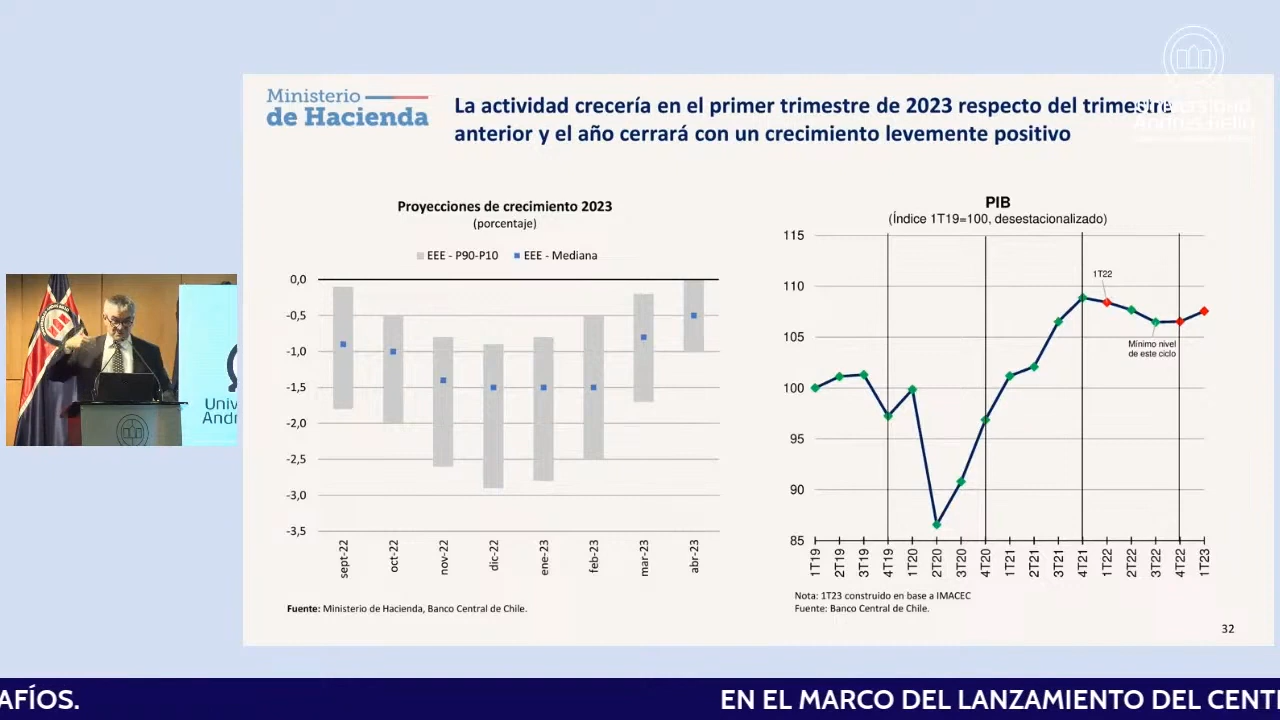 Ministerio
de Hacienda
La actividad crecería en el primer trimestre de 2023 respecto del trimestre
anterior y el año cerrará con un crecimiento levemente positivo
Proyecciones de crecimiento 2023
(porcentaje)
EEE - P90-P10
EEE - Mediana
0,0
-0,5
-1,0
-1,5
-2,0
-2,5
-3,0
-3,5
sept-22
oct-22
nov-22
dic-22
ene-23
feb-23
mar-23
abr-23
Fuente: Ministerio de Hacienda, Banco Central de Chile.
PIB
(Índice 1T19=100, desestacionalizado)
115
110
105
100
95
90
85
1T22
Mínimo nivel
de este ciclo
1T19
2T19
3T19
4T19
1T20
2T20
3T20
4T20
1T21
2T21
3T21
4T21
1T22
2T22
3T22
4T22
1T23
Nota: 1T23 construido en base a IMACEC
Fuente: Banco Central de Chile.
32
Univ
Andr
AFÍOS.
EN EL MARCO DEL LANZAMIENTO DEL CENT